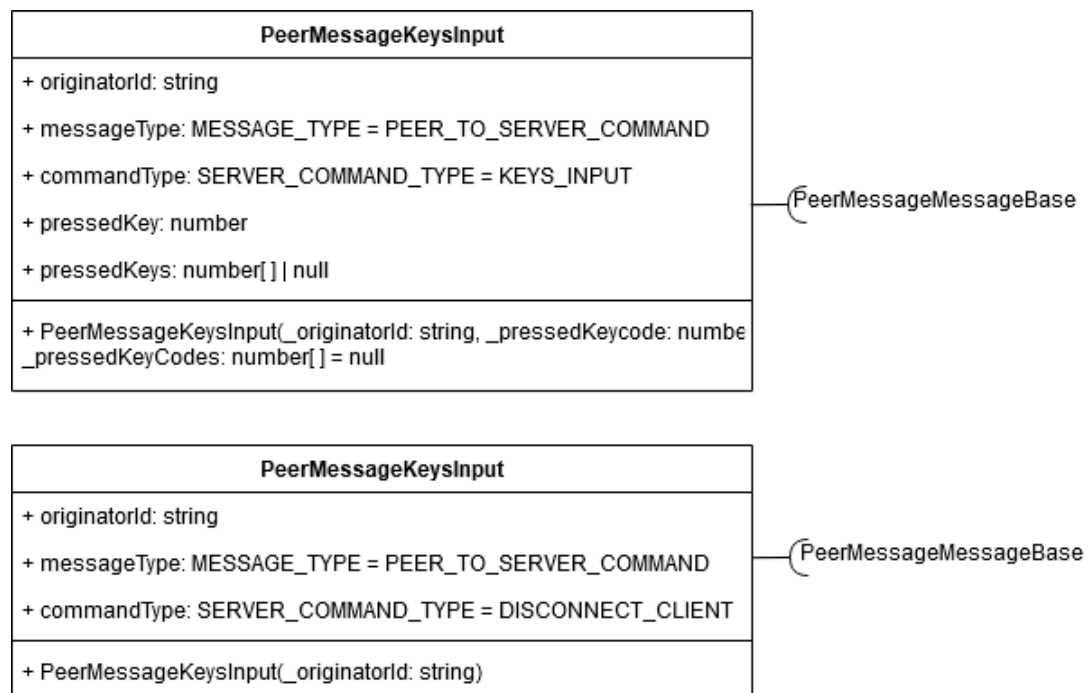 PeerMessageKeysInput
+ originatorId: string
+ messageType: MESSAGE_TYPE = PEER_TO_SERVER_COMMAND
+ commandType: SERVER_COMMAND_TYPE = KEYS_INPUT
+ pressedKey: number
+ pressedKeys: number[ ] | null
+ PeerMessageKeysInput(_originatorId: string, _pressedKeycode: numbe
_pressedKeyCodes: number[ ] = null
PeerMessageMessageBase
PeerMessageKeysInput
+ originatorId: string
+ messageType: MESSAGE_TYPE = PEER_TO_SERVER_COMMAND
+ commandType: SERVER_COMMAND_TYPE = DISCONNECT_CLIENT
+ PeerMessageKeysInput(_originatorId: string)
PeerMessageMessageBase